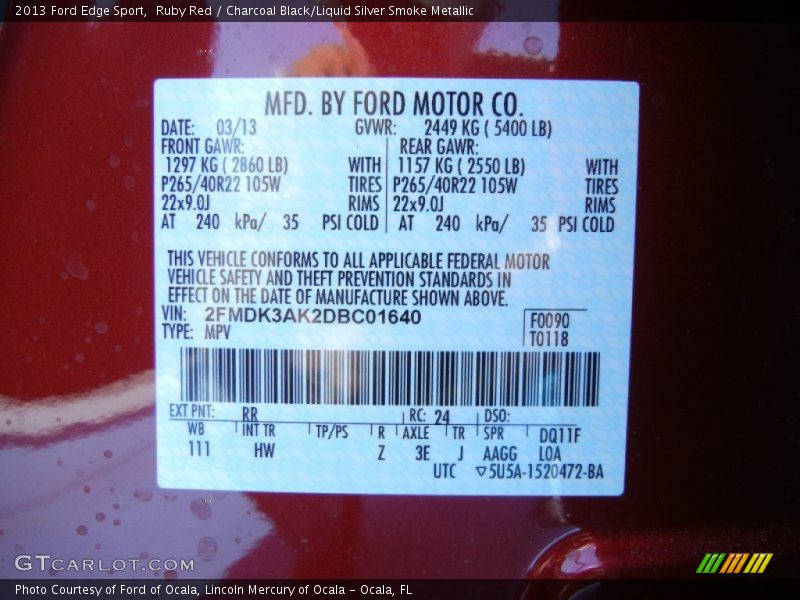 2013 Ford Edge Sport,  Ruby Red / Charcoal Black/Liquid Silver Smoke Metallic
MFD. BY FORD MOTOR CO.
DATE: 03/13 GVWR: 2449 KG ( 5400 LB)
FRONT GAWR: REAR GAWR:
1297 KG ( 2860 LB) WITH 1157 KG ( 2550 LB) WITH
P265/40R22 105W TIRES P265/40R22 105W TIRES
22x9.0J RIMS 22x9.0J RIMS
AT 240 kPa/ 35 PSI COLD AT 240 kPa/ 35 PSI COLD
THIS VEHICLE CONFORMS TO ALL APPLICABLE FEDERAL MOTOR
VEHICLE SAFETY AND THEFT PREVENTION STANDARDS IN
EFFECT ON THE DATE OF MANUFACTURE SHOWN ABOVE.
VIN: 2FMDK3AK2DBC01640 F0090
TYPE: MPV T0118
EXT PNT: RR RC: 24 DSO:
WB INT TR TP/PS R AXLE TR SPR DQ11F
111 HW Z 3E J AAGG LOA
UTC ▽5U5A-1520472-BA
GTCARLOT.COM
Photo Courtesy of Ford of Ocala, Lincoln Mercury of Ocala - Ocala, FL